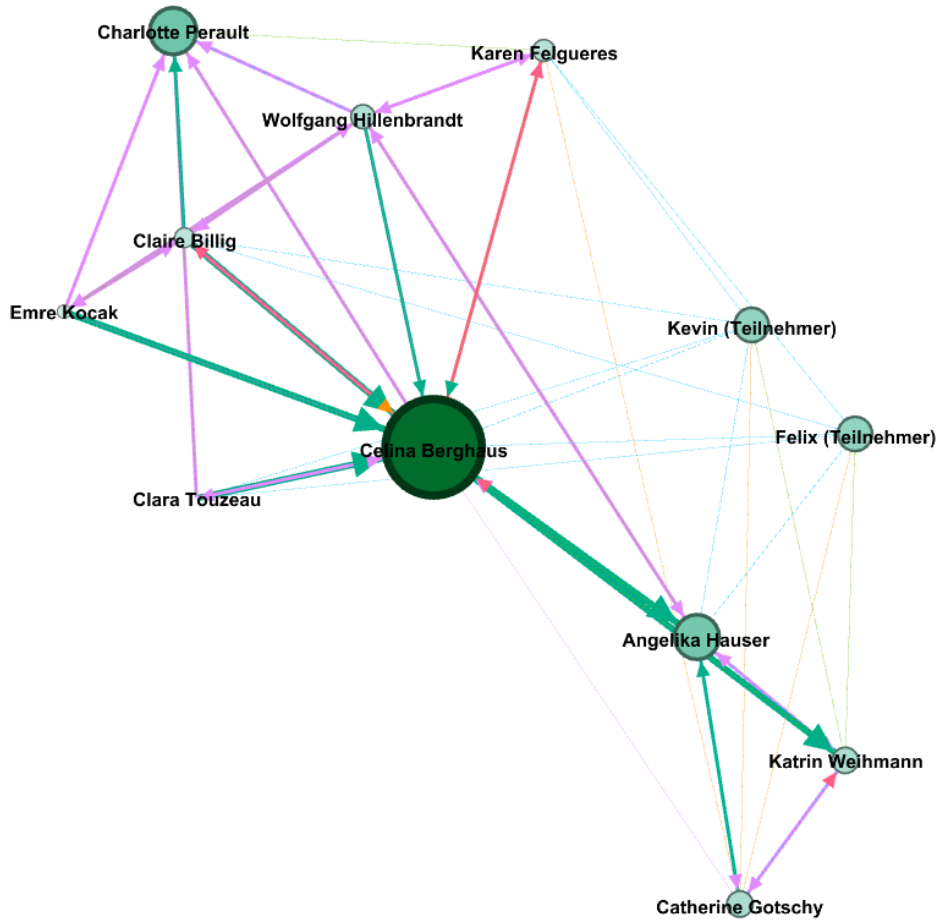 Charlotte Perault
Karen Felgueres
Wolfgang Hillenbrandt
Claire Billig
Emre Kocak
Kevin (Teilnehmer)
Felix (Teilnehmer)
Celina Berghaus
Clara Touzeau
Angelika Hauser
Katrin Weihmann
Catherine Gotschy